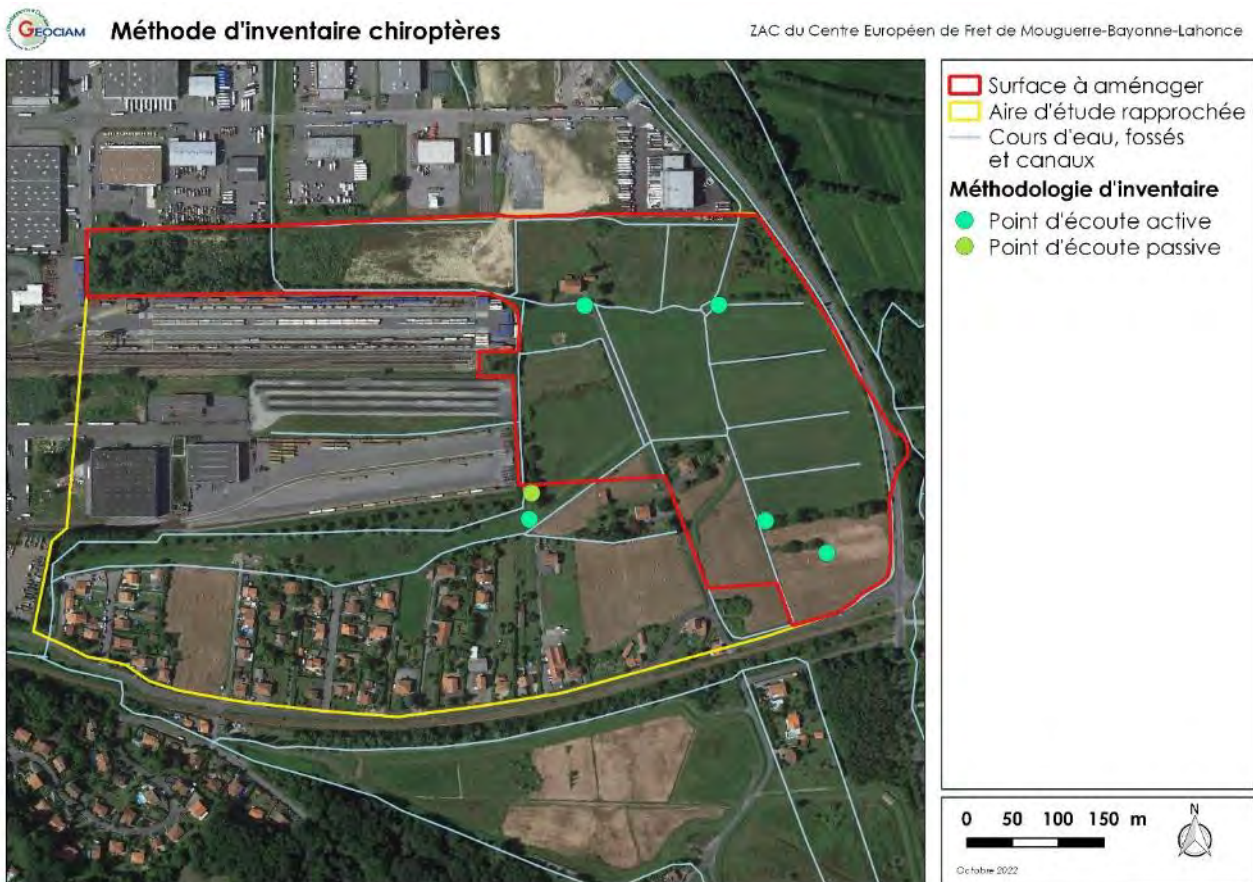 GEOCIAM
Méthode d'inventaire chiroptères
ZAC du Centre Européen de Fret de Mouguerre-Bayonne-Lahonce
Surface à aménager
Aire d'étude rapprochée
Cours d'eau, fossés
et canaux
Méthodologie d'inventaire
Point d'écoute active
Point d'écoute passive
0 50 100 150 m
N
Octobre 2022